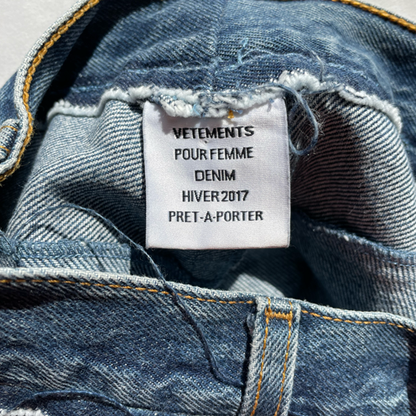 VETEMENTS
POUR FEMME
DENIM
HIVER 2017
PRET-A-PORTER